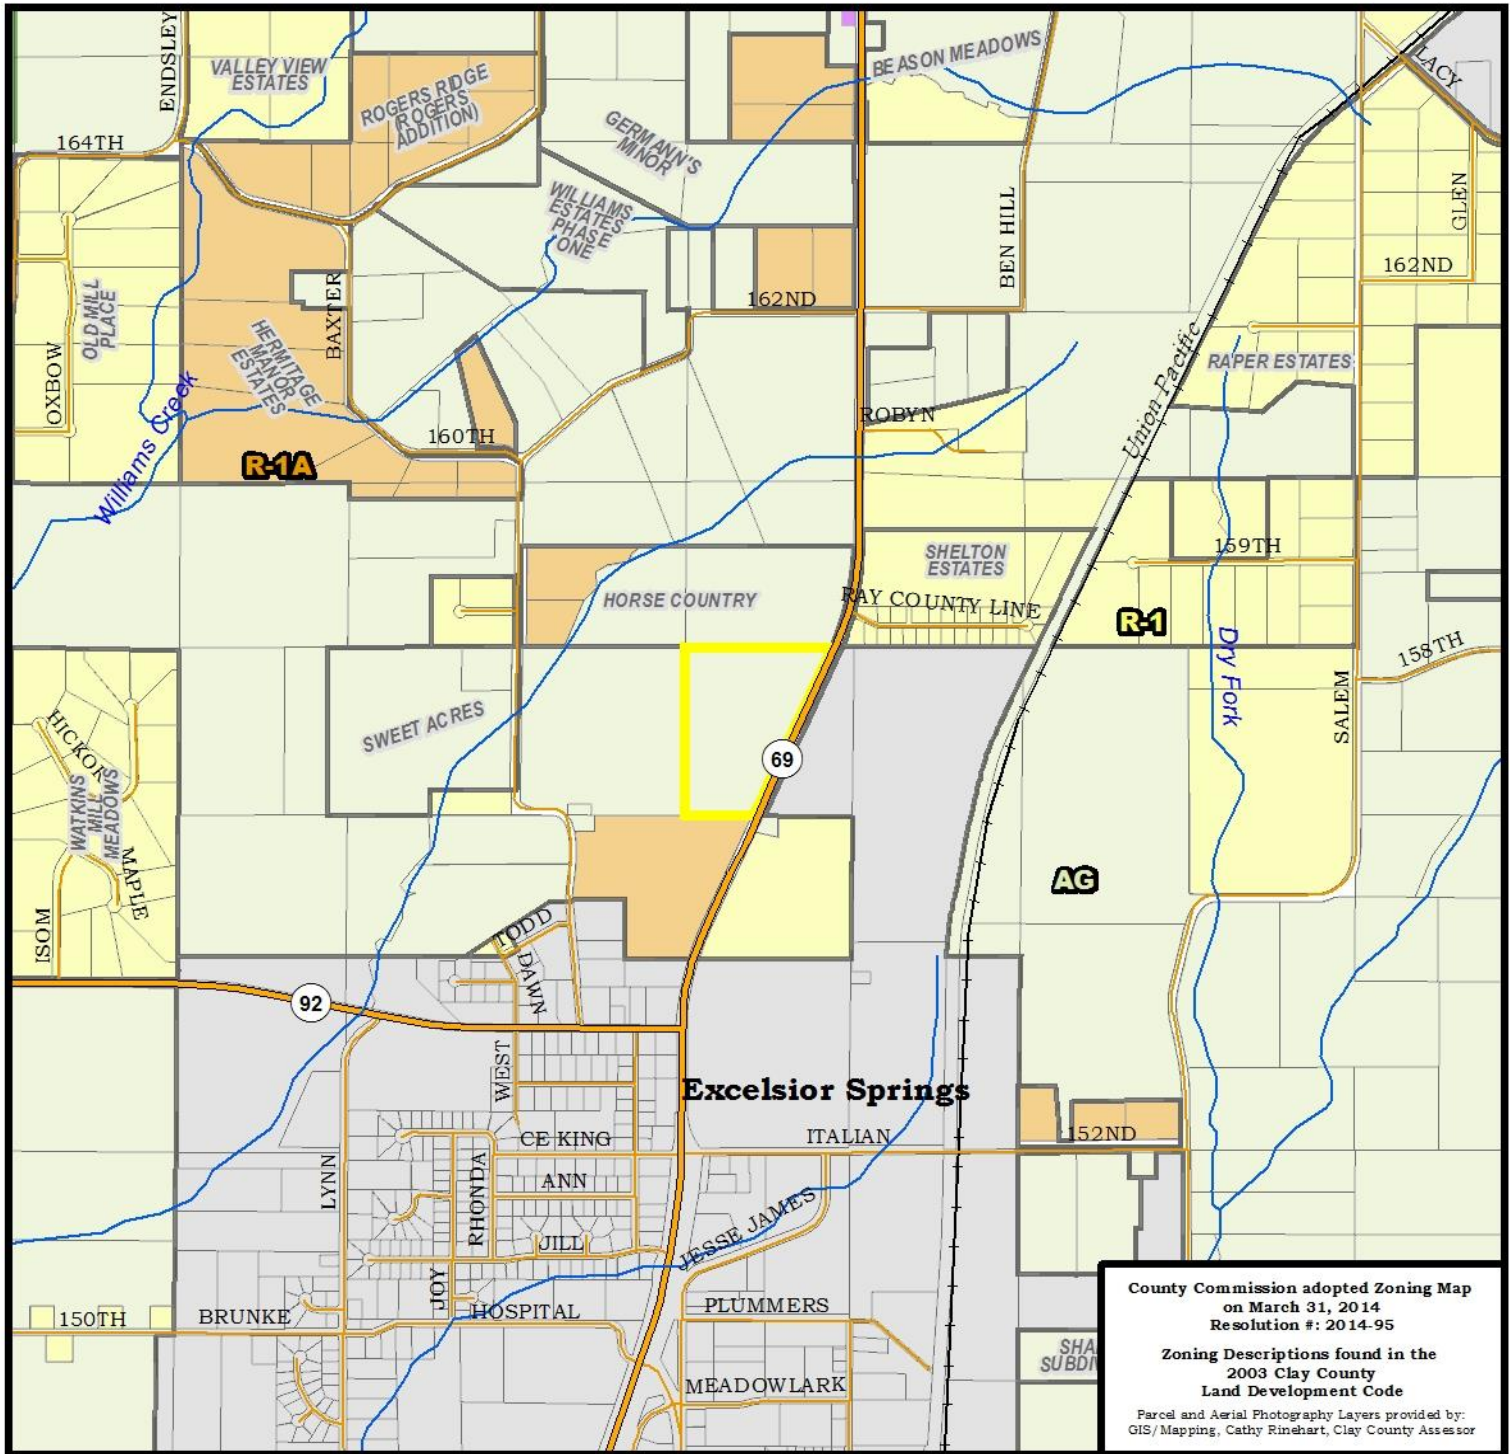 ENDSLEY
VALLEY VIEW
ESTATES
ROGERS RIDGE
(ROGERS
ADDITION)
BEASON MEADOWS
LACY
164TH
GERMANN'S
MINOR
WILLIAMS
ESTATES
PHASE
ONE
BEN HILL
GLEN
162ND
162ND
OLD MILL
PLACE
OXBOW
BAXTER
HERMITAGE
MANOR
ESTATES
Union Pacific
RAPER ESTATES
Williams Creek
160TH
ROBYN
R-1A
SHELTON
ESTATES
159TH
HORSE COUNTRY
RAY COUNTY LINE
R-1
Dry Fork
158TH
SALEM
SWEET ACRES
HICKOR
WATKINS
MILL
MEADOWS
69
MAPLE
AG
ISOM
TODD
DAWN
92
WEST
Excelsior Springs
CE KING
ITALIAN
152ND
LYNN
RHONDA
ANN
JESSE JAMES
JILL
JOY
150TH
BRUNKE
HOSPITAL
PLUMMERS
SHA
SUBDI
MEADOWLARK
County Commission adopted Zoning Map
on March 31, 2014
Resolution #: 2014-95
Zoning Descriptions found in the
2003 Clay County
Land Development Code
Parcel and Aerial Photography Layers provided by:
GIS/Mapping, Cathy Rinehart, Clay County Assessor